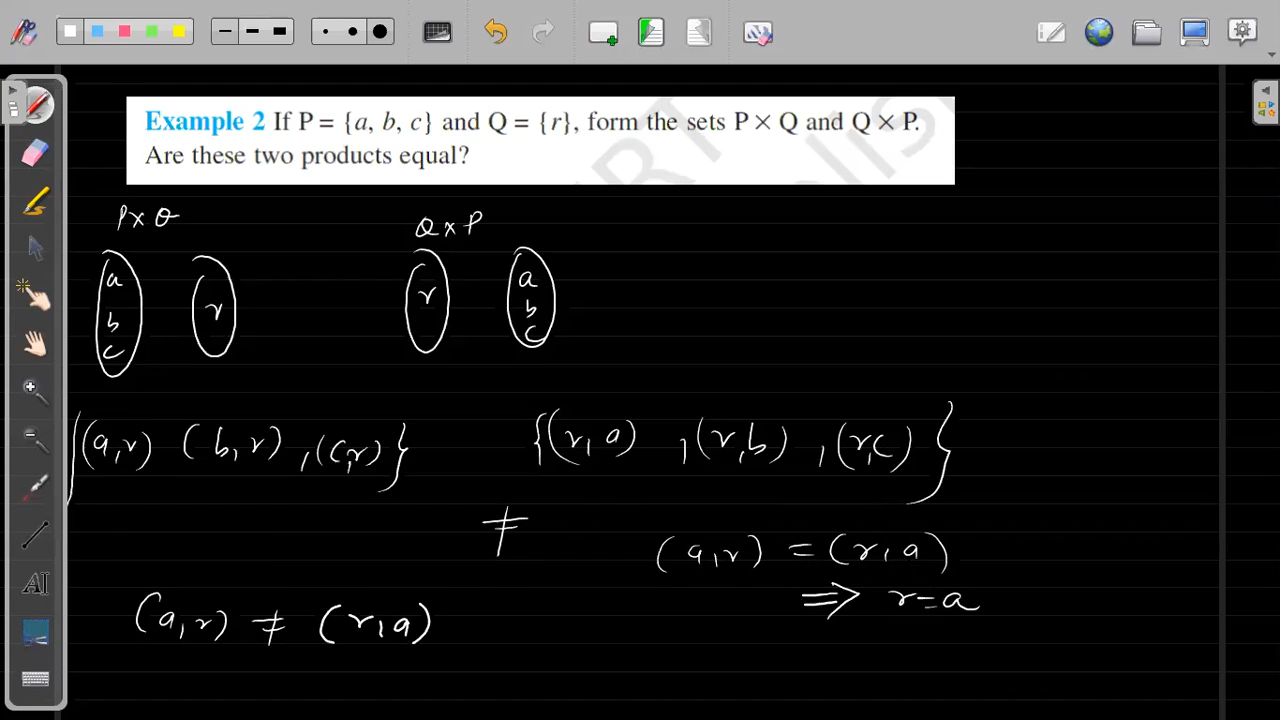 Example 2 If P = {a, b, c} and Q = {r}, form the sets P × Q and Q × P.
Are these two products equal?
P × Q
Q × P
a
b
c
r
r
a
b
c
{(a,r) (b,r) ,(c,r)}
{(r,a) ,(r,b) ,(r,c)}
≠
(a,r) = (r,a)
⇒ r=a
(a,r) ≠ (r,a)